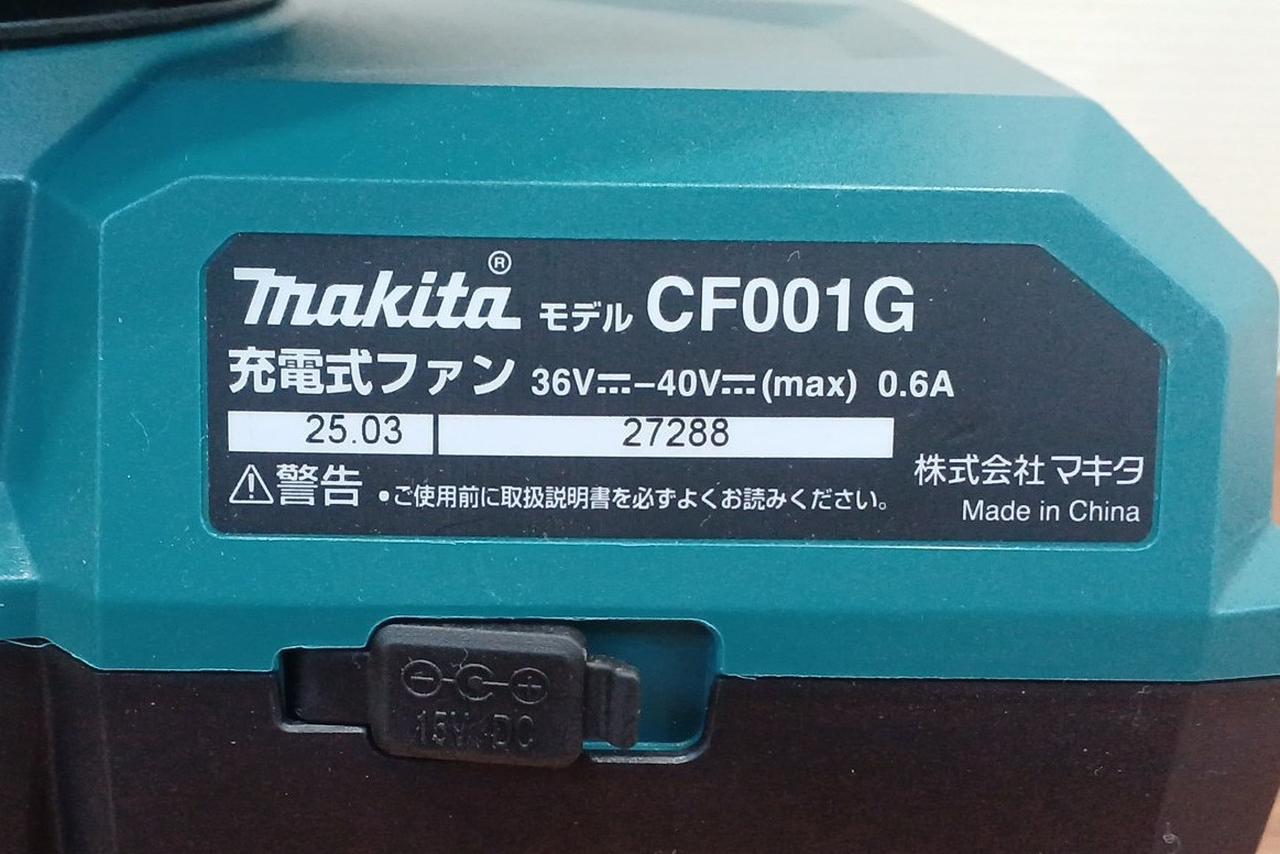 makita® モデル CF001G
充電式ファン 36V⎓–40V⎓(max) 0.6A
25.03 27288
⚠警告 •ご使用前に取扱説明書を必ずよくお読みください。
株式会社マキタ
Made in China
15V DC